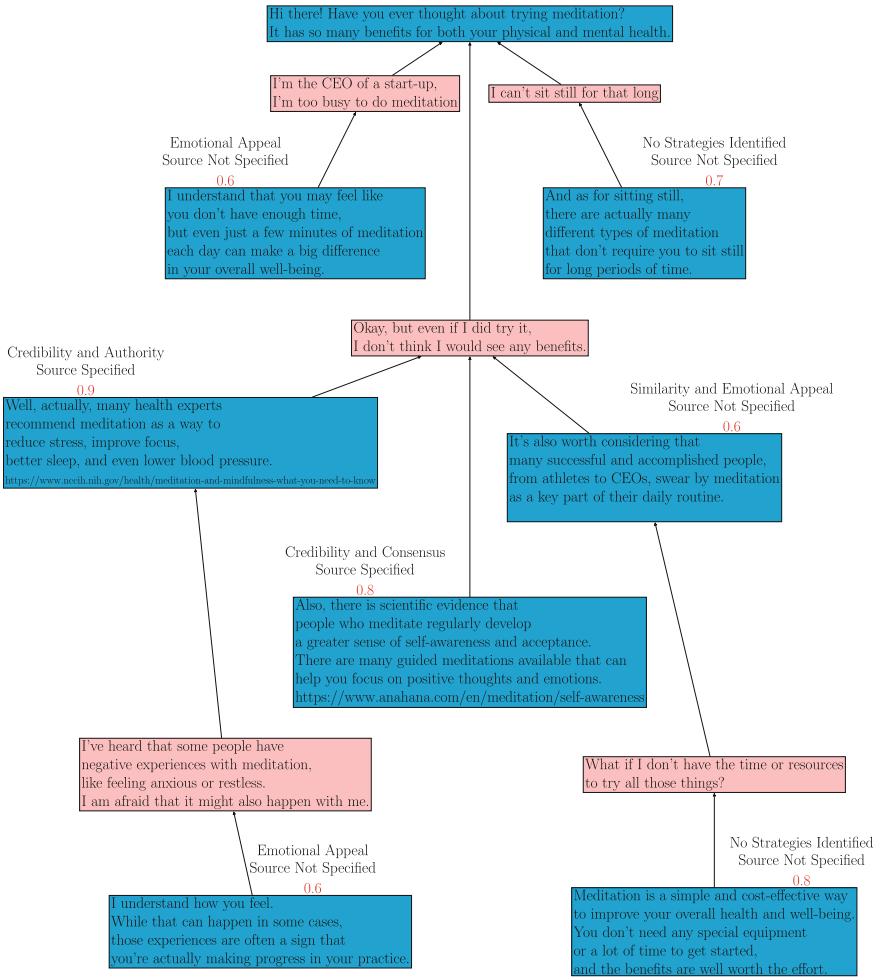 Hi there! Have you ever thought about trying meditation?
It has so many benefits for both your physical and mental health.
I'm the CEO of a start-up,
I'm too busy to do meditation
I can't sit still for that long
Emotional Appeal
Source Not Specified
0.6
I understand that you may feel like
you don't have enough time,
but even just a few minutes of meditation
each day can make a big difference
in your overall well-being.
No Strategies Identified
Source Not Specified
0.7
And as for sitting still,
there are actually many
different types of meditation
that don't require you to sit still
for long periods of time.
Okay, but even if I did try it,
I don't think I would see any benefits.
Credibility and Authority
Source Specified
0.9
Well, actually, many health experts
recommend meditation as a way to
reduce stress, improve focus,
better sleep, and even lower blood pressure.
https://www.nccih.nih.gov/health/meditation-and-mindfulness-what-you-need-to-know
Similarity and Emotional Appeal
Source Not Specified
0.6
It's also worth considering that
many successful and accomplished people,
from athletes to CEOs, swear by meditation
as a key part of their daily routine.
Credibility and Consensus
Source Specified
0.8
Also, there is scientific evidence that
people who meditate regularly develop
a greater sense of self-awareness and acceptance.
There are many guided meditations available that can
help you focus on positive thoughts and emotions.
https://www.anahana.com/en/meditation/self-awareness
I've heard that some people have
negative experiences with meditation,
like feeling anxious or restless.
I am afraid that it might also happen with me.
What if I don't have the time or resources
to try all those things?
Emotional Appeal
Source Not Specified
0.6
I understand how you feel.
While that can happen in some cases,
those experiences are often a sign that
you're actually making progress in your practice.
No Strategies Identified
Source Not Specified
0.8
Meditation is a simple and cost-effective way
to improve your overall health and well-being.
You don't need any special equipment
or a lot of time to get started,
and the benefits are well worth the effort.